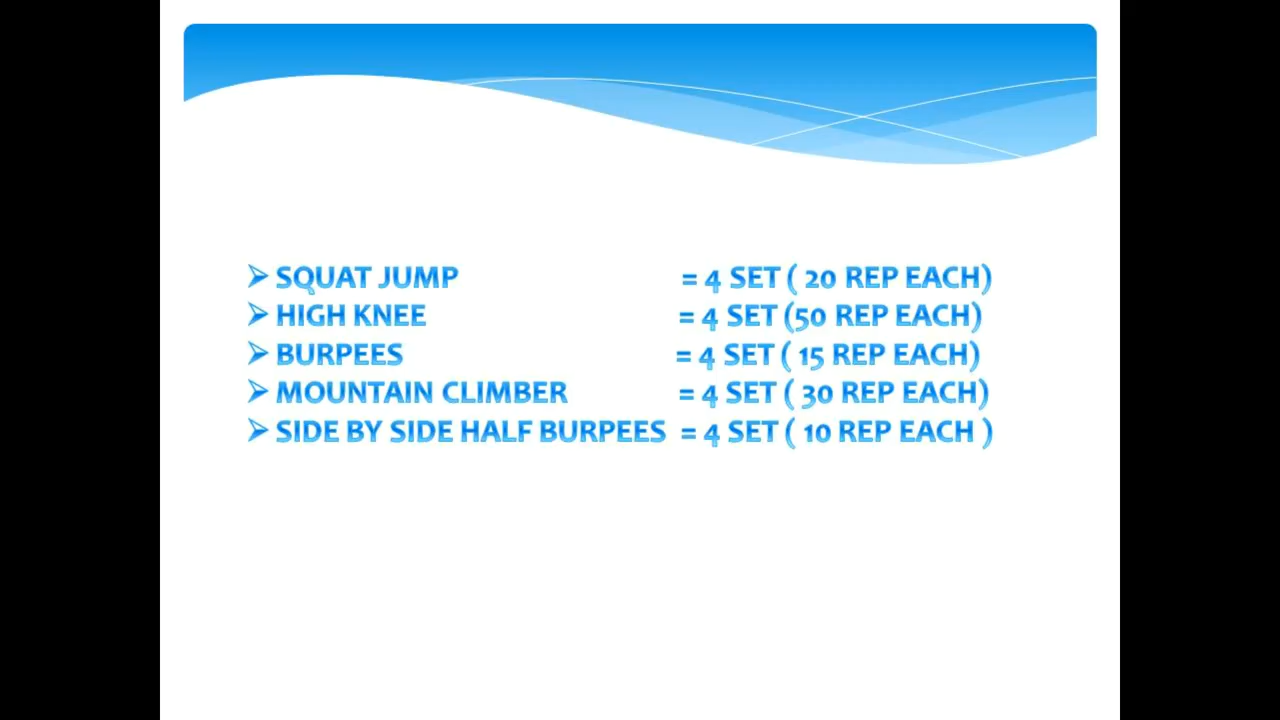 ➢ SQUAT JUMP = 4 SET ( 20 REP EACH)
➢ HIGH KNEE = 4 SET (50 REP EACH)
➢ BURPEES = 4 SET ( 15 REP EACH)
➢ MOUNTAIN CLIMBER = 4 SET ( 30 REP EACH)
➢ SIDE BY SIDE HALF BURPEES = 4 SET ( 10 REP EACH )